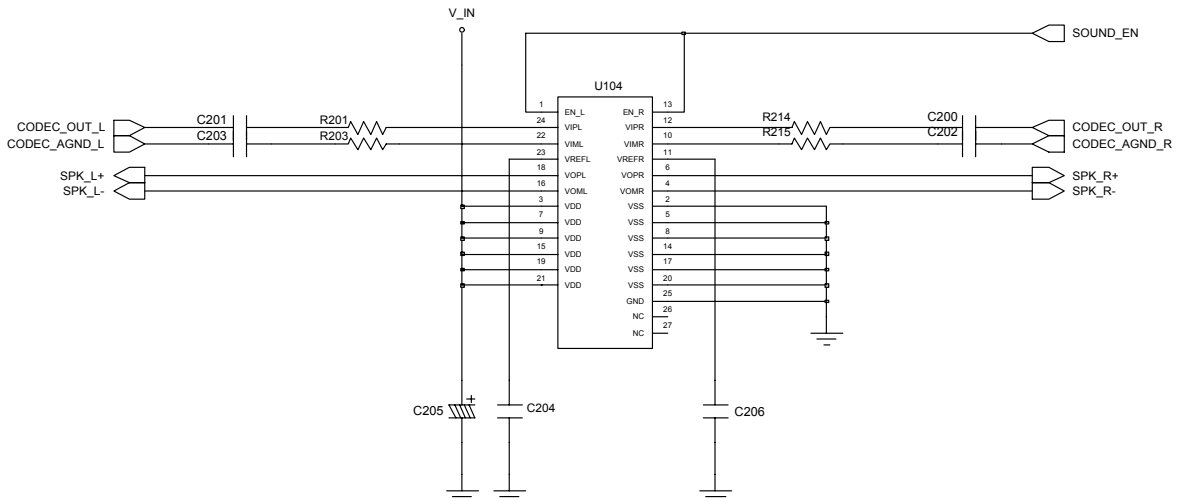 V_IN
SOUND_EN
U104
1 EN_L EN_R 13
CODEC_OUT_L C201 R201 24 VIPL VIPR 12 R214 C200 CODEC_OUT_R
CODEC_AGND_L C203 R203 22 VIML VIMR 10 R215 C202 CODEC_AGND_R
23 VREFL VREFR 11
SPK_L+ 18 VOPL VOPR 6 SPK_R+
SPK_L- 16 VOML VOMR 4 SPK_R-
3 VDD VSS 2
7 VDD VSS 5
9 VDD VSS 8
15 VDD VSS 14
19 VDD VSS 17
21 VDD VSS 20
GND 25
NC 26
NC 27
C205 + C204 C206